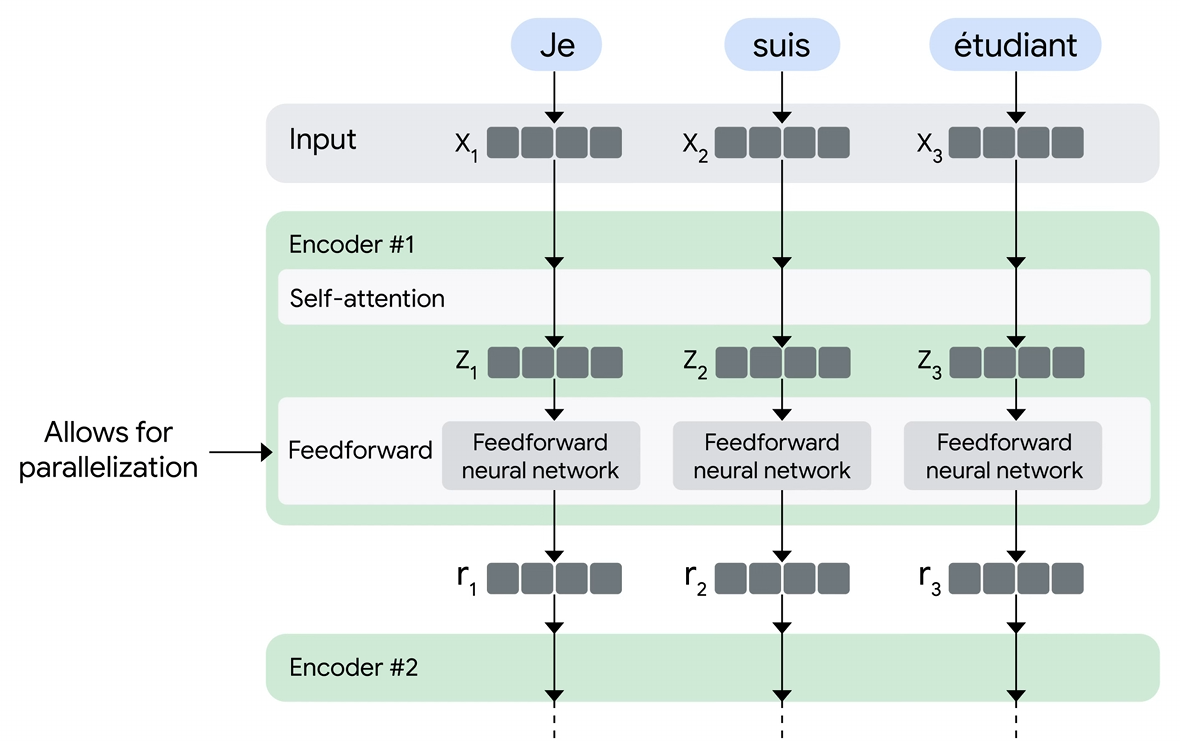 Je suis étudiant
Input X₁ X₂ X₃
Encoder #1
Self-attention
Z₁ Z₂ Z₃
Allows for
parallelization
Feedforward
Feedforward
neural network
Feedforward
neural network
Feedforward
neural network
r₁ r₂ r₃
Encoder #2